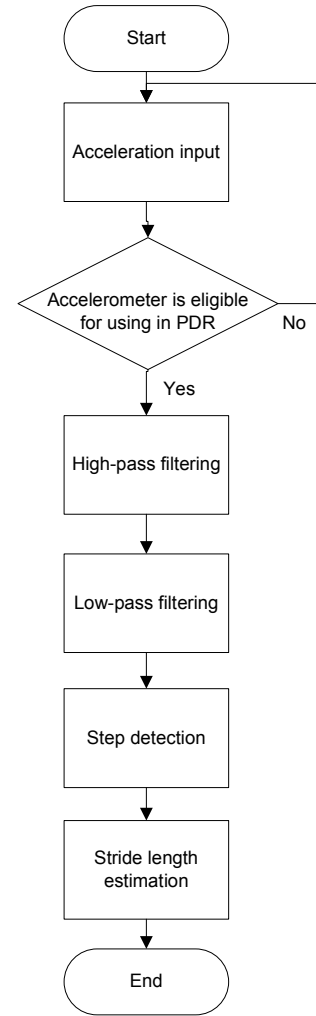 Start
Acceleration input
Accelerometer is eligible
for using in PDR
No
Yes
High-pass filtering
Low-pass filtering
Step detection
Stride length
estimation
End